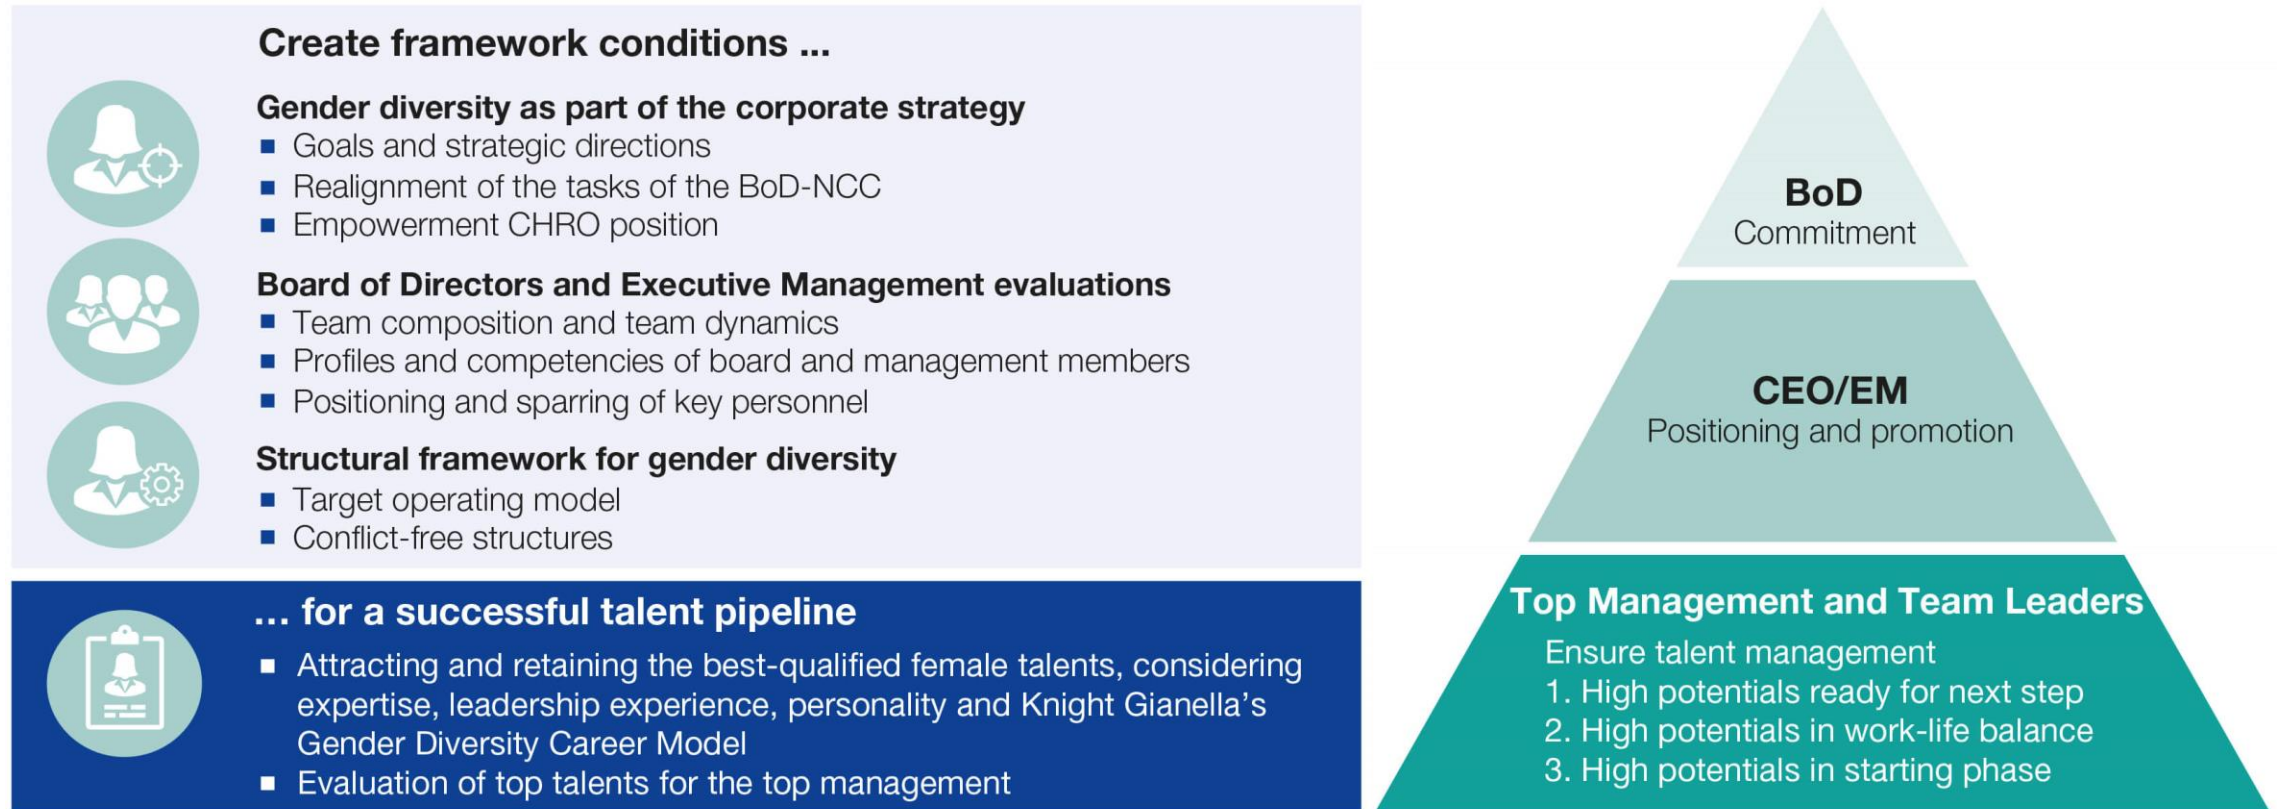 Create framework conditions ...
Gender diversity as part of the corporate strategy
■ Goals and strategic directions
■ Realignment of the tasks of the BoD-NCC
■ Empowerment CHRO position
Board of Directors and Executive Management evaluations
■ Team composition and team dynamics
■ Profiles and competencies of board and management members
■ Positioning and sparring of key personnel
Structural framework for gender diversity
■ Target operating model
■ Conflict-free structures
... for a successful talent pipeline
■ Attracting and retaining the best-qualified female talents, considering
expertise, leadership experience, personality and Knight Gianella's
Gender Diversity Career Model
■ Evaluation of top talents for the top management
BoD
Commitment
CEO/EM
Positioning and promotion
Top Management and Team Leaders
Ensure talent management
1. High potentials ready for next step
2. High potentials in work-life balance
3. High potentials in starting phase